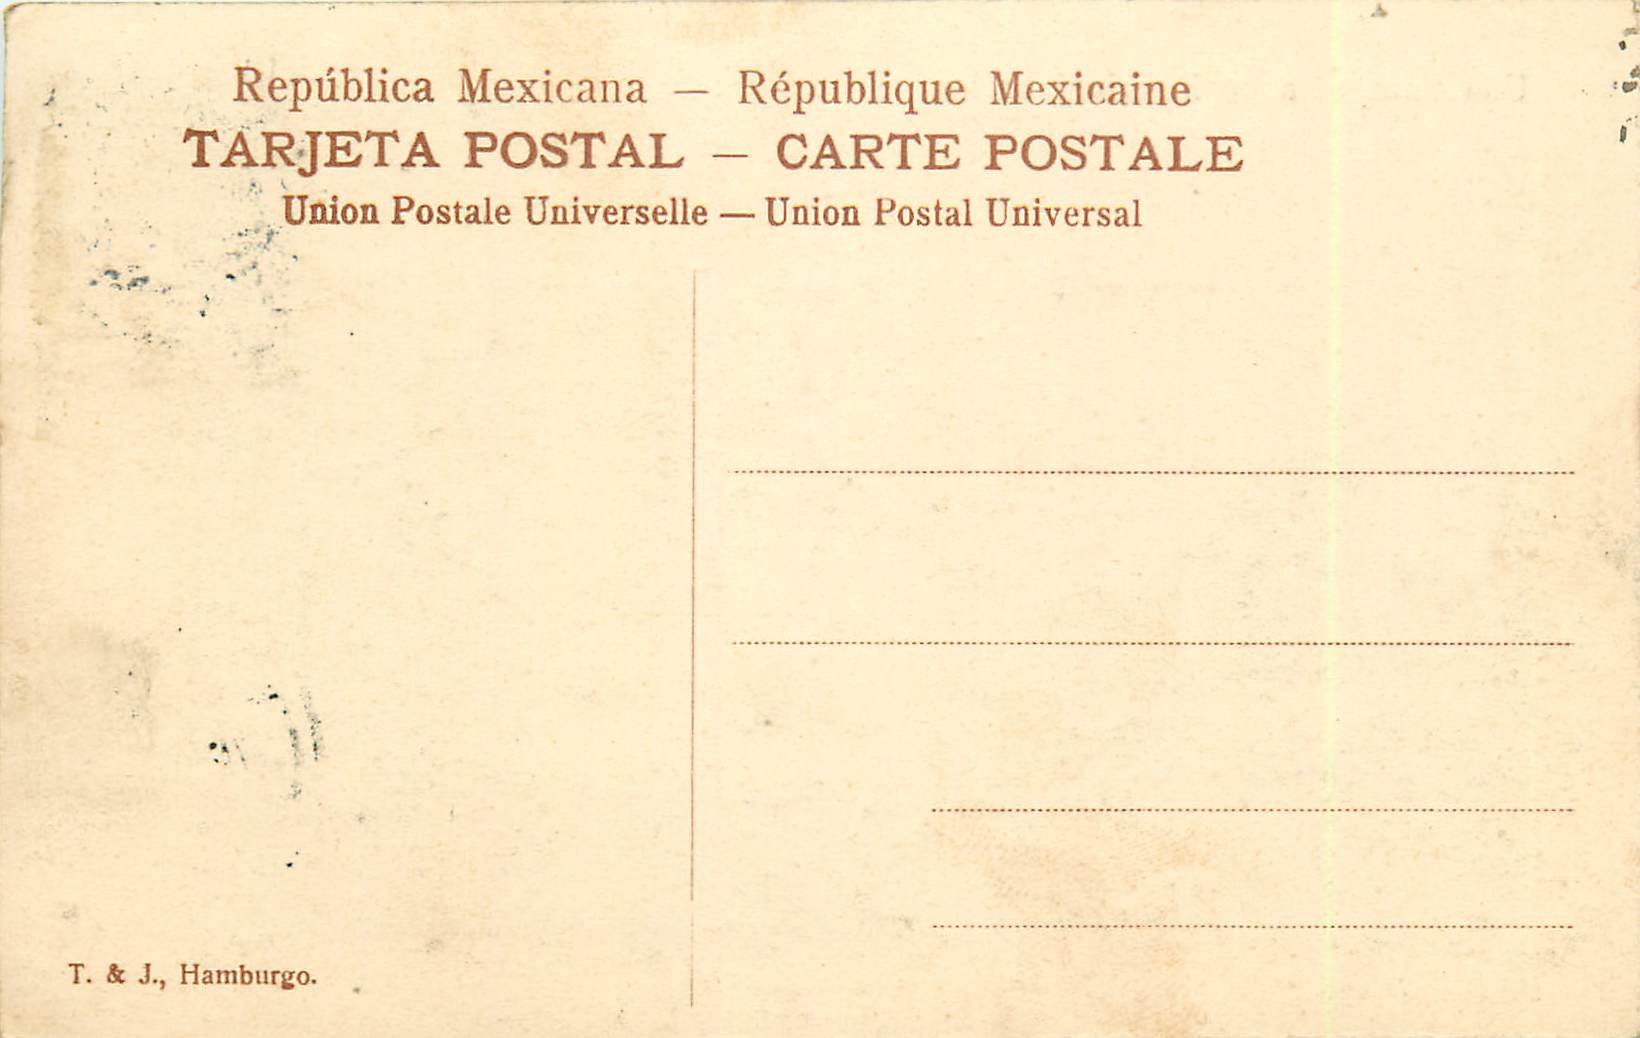 República Mexicana — République Mexicaine
TARJETA POSTAL — CARTE POSTALE
Union Postale Universelle — Union Postal Universal
T. & J., Hamburgo.